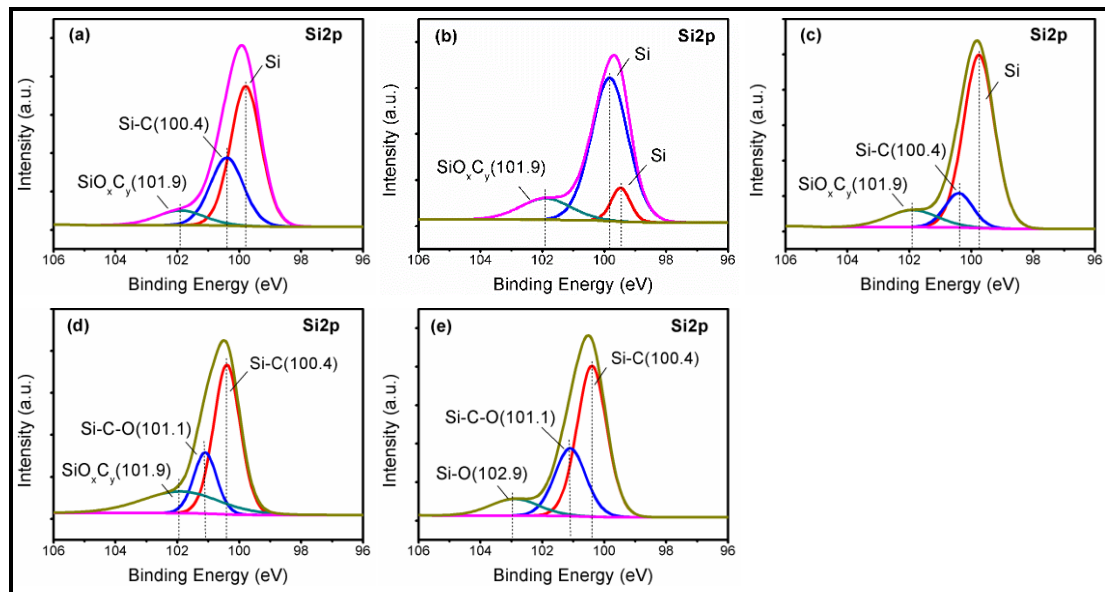 (a)
Si2p
Si
Si-C(100.4)
SiOxCy(101.9)
Intensity (a.u.)
106 104 102 100 98 96
Binding Energy (eV)
(b)
Si2p
Si
SiOxCy(101.9)
Si
Intensity (a.u.)
106 104 102 100 98 96
Binding Energy (eV)
(c)
Si2p
Si
Si-C(100.4)
SiOxCy(101.9)
Intensity (a.u.)
106 104 102 100 98 96
Binding Energy (eV)
(d)
Si2p
Si-C(100.4)
Si-C-O(101.1)
SiOxCy(101.9)
Intensity (a.u.)
106 104 102 100 98 96
Binding Energy (eV)
(e)
Si2p
Si-C(100.4)
Si-C-O(101.1)
Si-O(102.9)
Intensity (a.u.)
106 104 102 100 98 96
Binding Energy (eV)